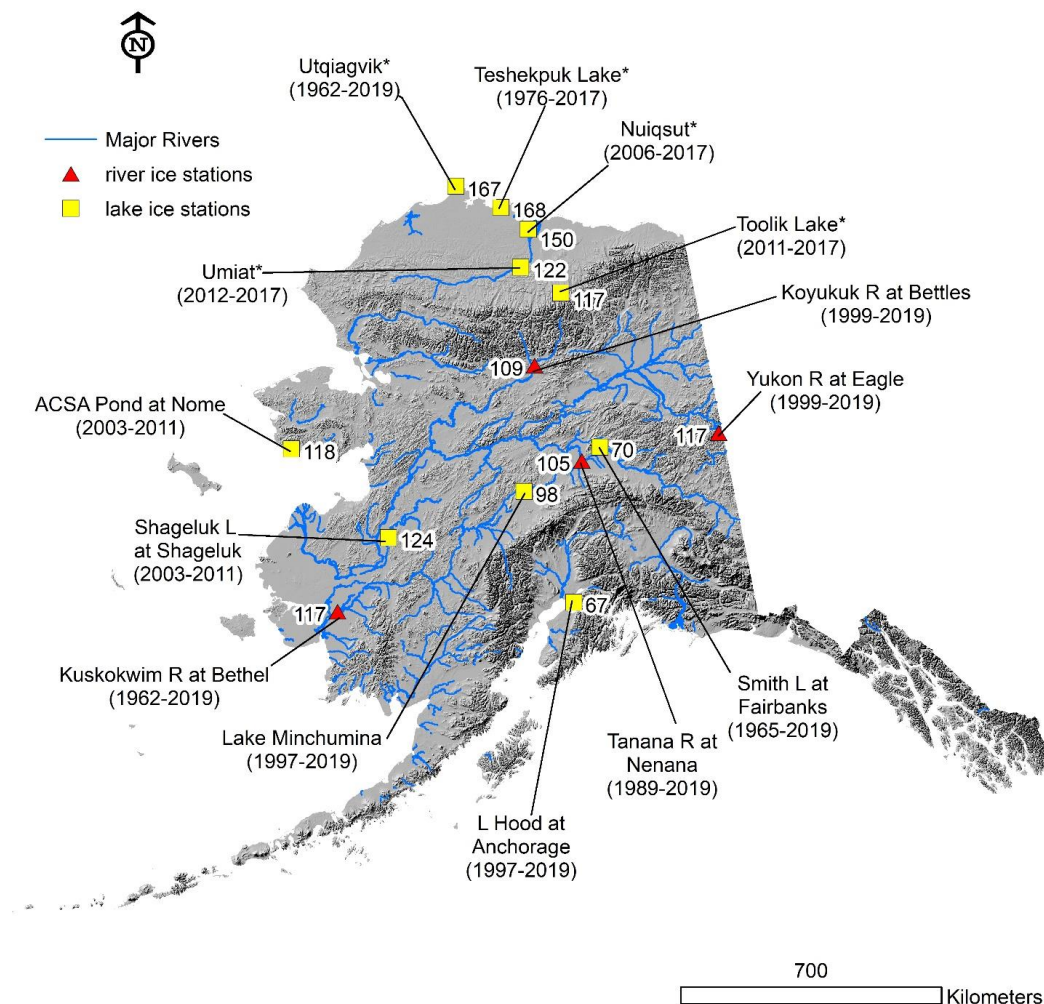 N
Utqiagvik*
(1962-2019)
Teshekpuk Lake*
(1976-2017)
Nuiqsut*
(2006-2017)
Major Rivers
river ice stations
lake ice stations
167
168
150
Toolik Lake*
(2011-2017)
Umiat*
(2012-2017)
122
117
Koyukuk R at Bettles
(1999-2019)
109
Yukon R at Eagle
(1999-2019)
ACSA Pond at Nome
(2003-2011)
118
117
70
105
98
Shageluk L
at Shageluk
(2003-2011)
124
67
117
Kuskokwim R at Bethel
(1962-2019)
Smith L at
Fairbanks
(1965-2019)
Lake Minchumina
(1997-2019)
Tanana R at
Nenana
(1989-2019)
L Hood at
Anchorage
(1997-2019)
700
Kilometers